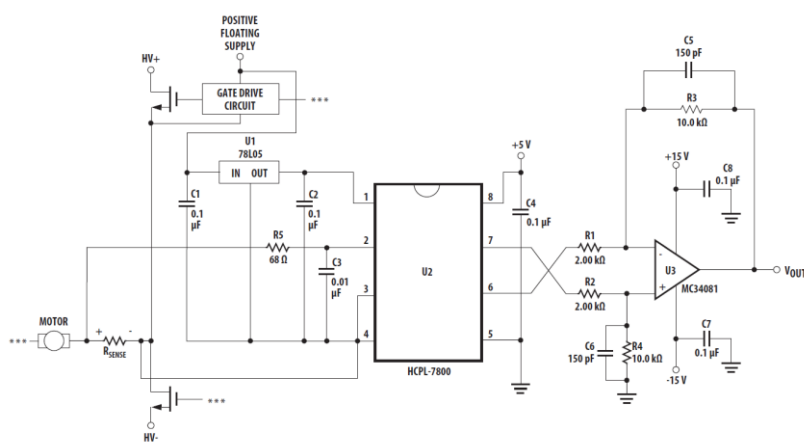 POSITIVE
FLOATING
SUPPLY
HV+
GATE DRIVE
CIRCUIT
***
U1
78L05
IN OUT
C1
0.1
µF
C2
0.1
µF
R5
68 Ω
C3
0.01
µF
MOTOR
***
+ -
RSENSE
***
HV-
1
2
3
4
U2
8
7
6
5
HCPL-7800
+5 V
C4
0.1 µF
R1
2.00 kΩ
R2
2.00 kΩ
C5
150 pF
R3
10.0 kΩ
+15 V
C8
0.1 µF
-
U3
+
MC34081
VOUT
C6
150 pF
R4
10.0 kΩ
C7
0.1 µF
-15 V